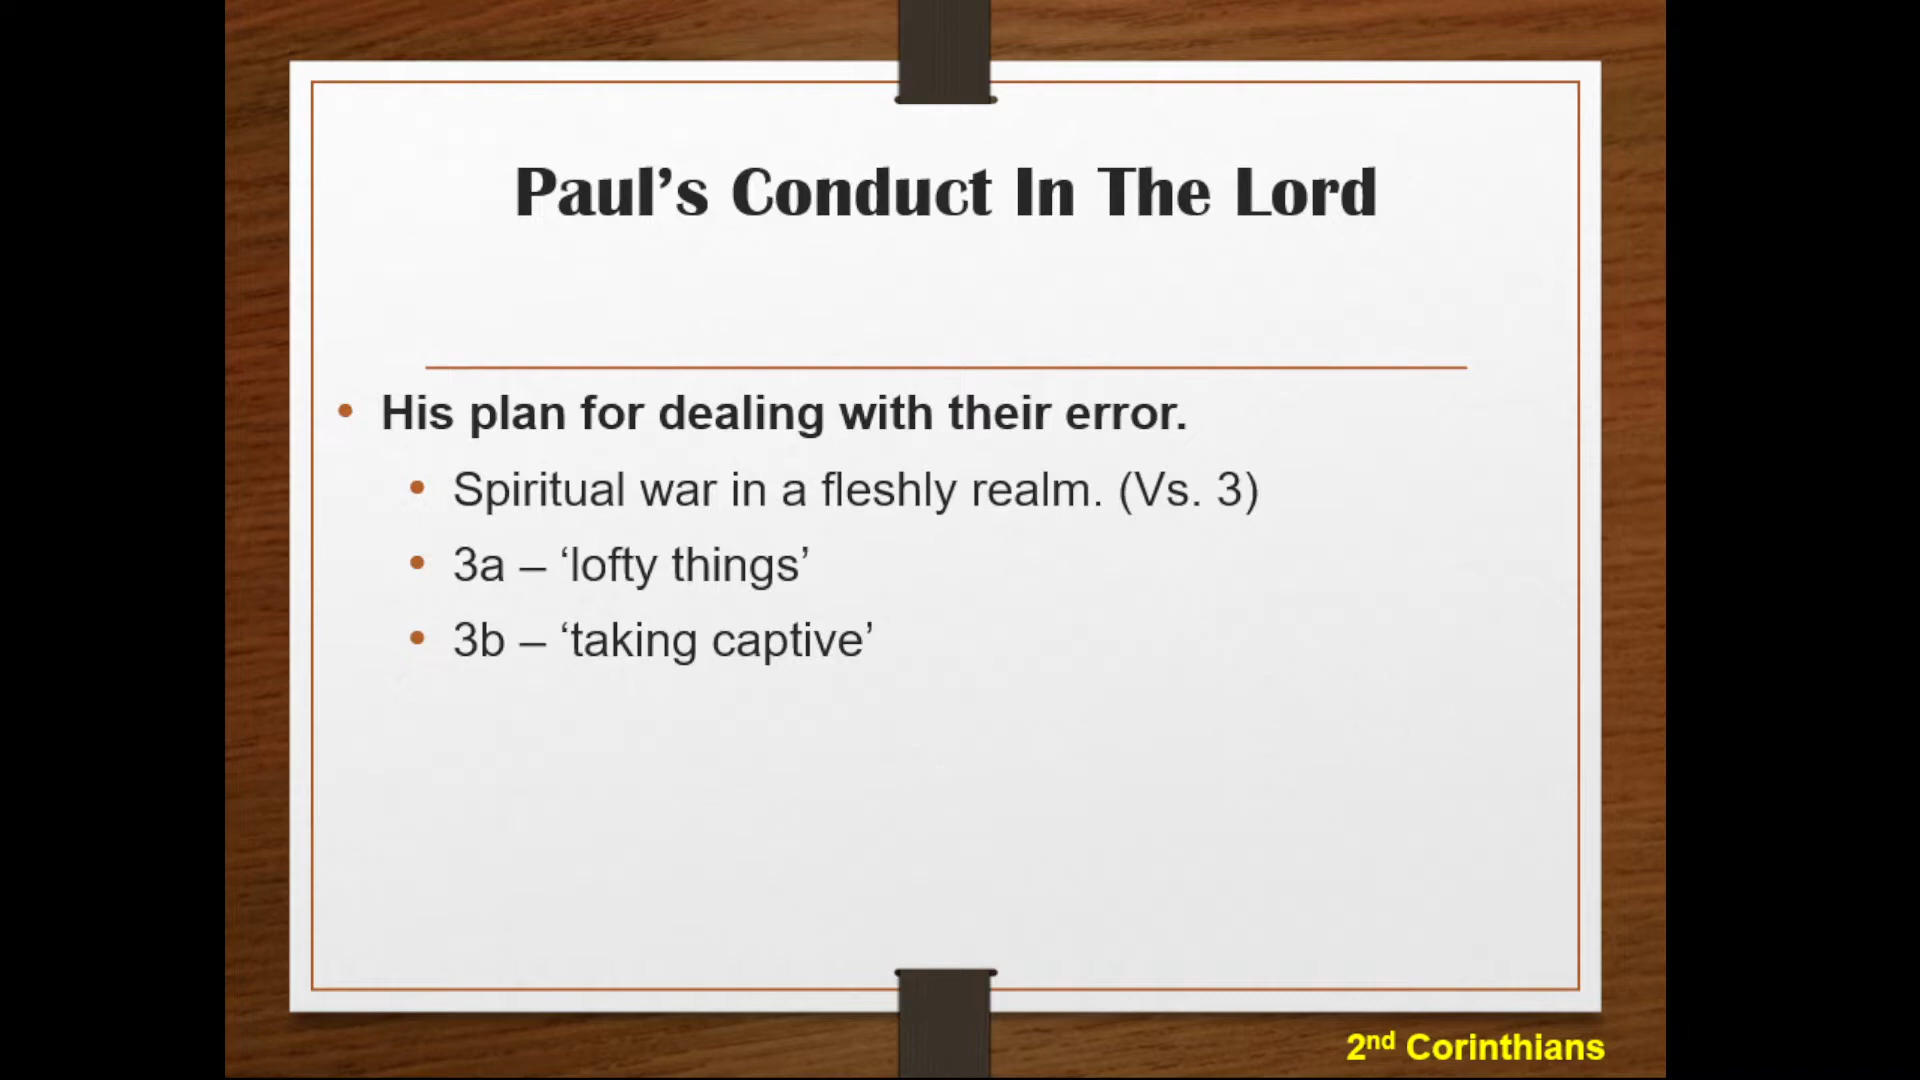 Paul’s Conduct In The Lord
• His plan for dealing with their error.
• Spiritual war in a fleshly realm. (Vs. 3)
• 3a – ‘lofty things’
• 3b – ‘taking captive’
2nd Corinthians